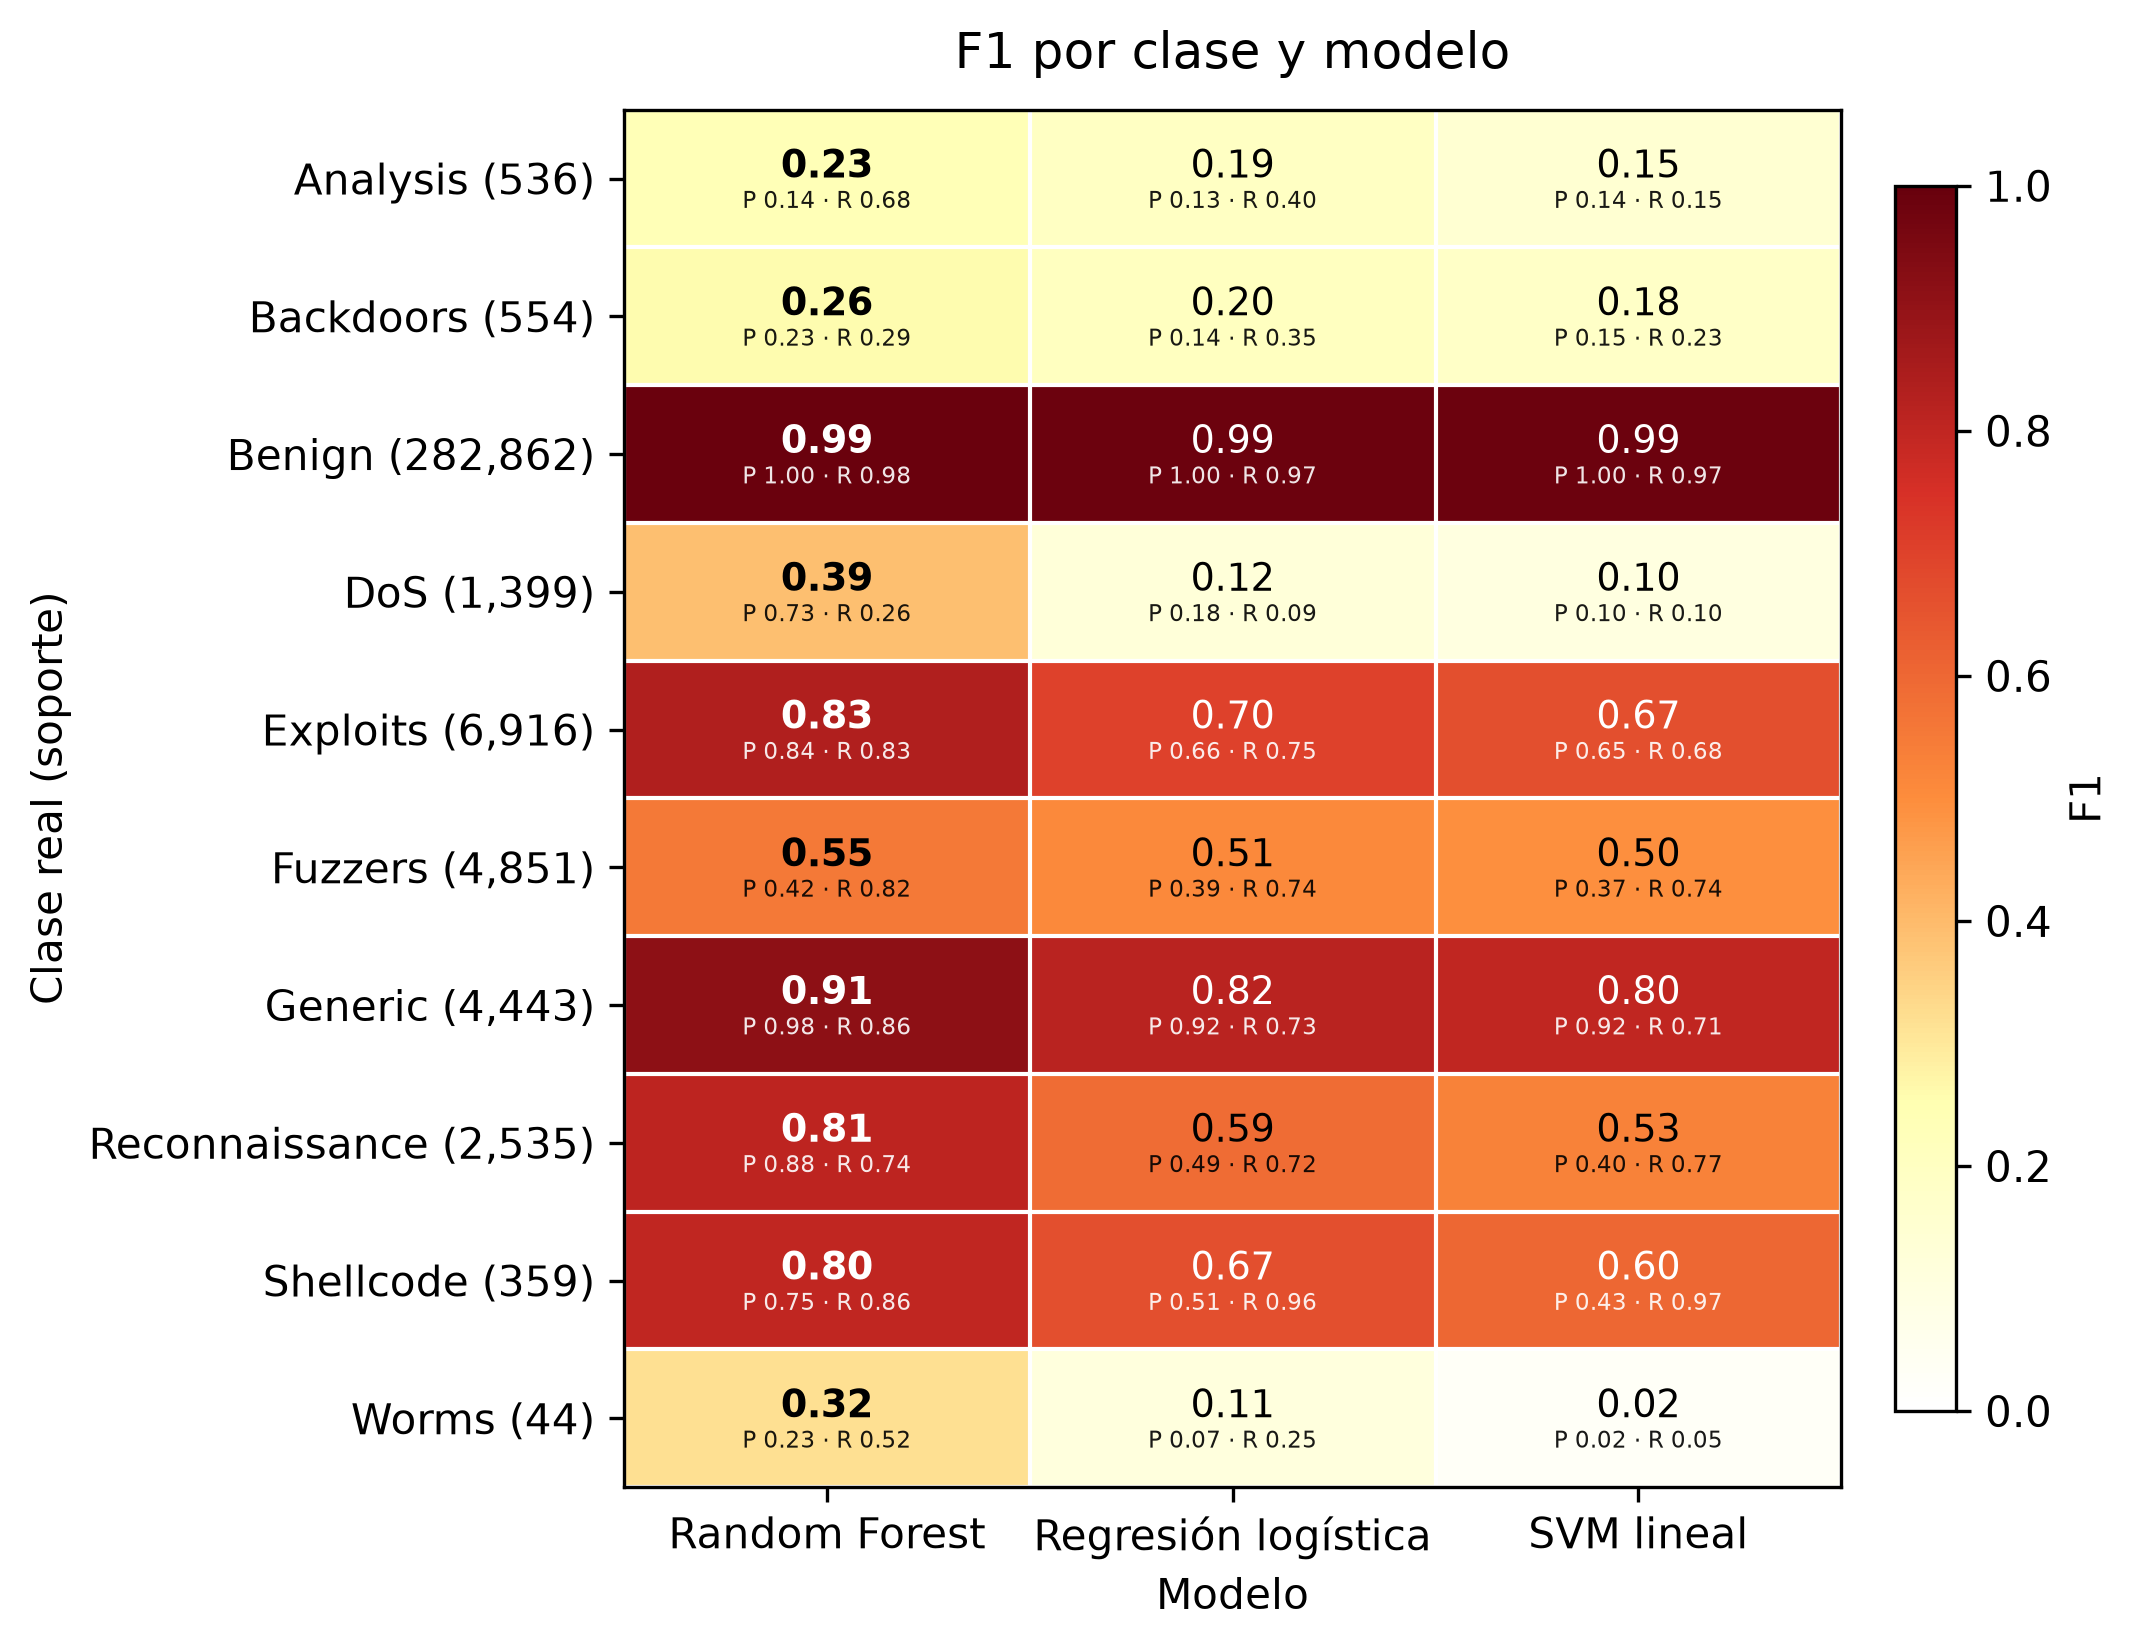 F1 por clase y modelo
Clase real (soporte)
Analysis (536)
0.23
P 0.14 · R 0.68
0.19
P 0.13 · R 0.40
0.15
P 0.14 · R 0.15
Backdoors (554)
0.26
P 0.23 · R 0.29
0.20
P 0.14 · R 0.35
0.18
P 0.15 · R 0.23
Benign (282,862)
0.99
P 1.00 · R 0.98
0.99
P 1.00 · R 0.97
0.99
P 1.00 · R 0.97
DoS (1,399)
0.39
P 0.73 · R 0.26
0.12
P 0.18 · R 0.09
0.10
P 0.10 · R 0.10
Exploits (6,916)
0.83
P 0.84 · R 0.83
0.70
P 0.66 · R 0.75
0.67
P 0.65 · R 0.68
Fuzzers (4,851)
0.55
P 0.42 · R 0.82
0.51
P 0.39 · R 0.74
0.50
P 0.37 · R 0.74
Generic (4,443)
0.91
P 0.98 · R 0.86
0.82
P 0.92 · R 0.73
0.80
P 0.92 · R 0.71
Reconnaissance (2,535)
0.81
P 0.88 · R 0.74
0.59
P 0.49 · R 0.72
0.53
P 0.40 · R 0.77
Shellcode (359)
0.80
P 0.75 · R 0.86
0.67
P 0.51 · R 0.96
0.60
P 0.43 · R 0.97
Worms (44)
0.32
P 0.23 · R 0.52
0.11
P 0.07 · R 0.25
0.02
P 0.02 · R 0.05
Random Forest
Regresión logística
SVM lineal
Modelo
1.0
0.8
0.6
0.4
0.2
0.0
F1